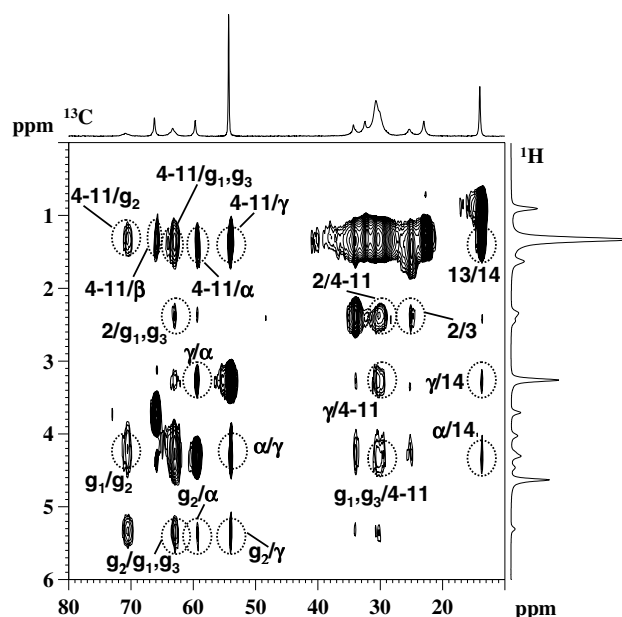 ¹³C
ppm
¹H
4-11/g₁,g₃
4-11/g₂
4-11/γ
1
4-11/β
4-11/α
2/4-11
13/14
2
2/g₁,g₃
2/3
γ/α
3
γ/4-11
γ/14
4
α/γ
α/14
g₁/g₂
g₂/α
g₁,g₃/4-11
5
g₂/g₁,g₃
g₂/γ
6
80 70 60 50 40 30 20 10
ppm